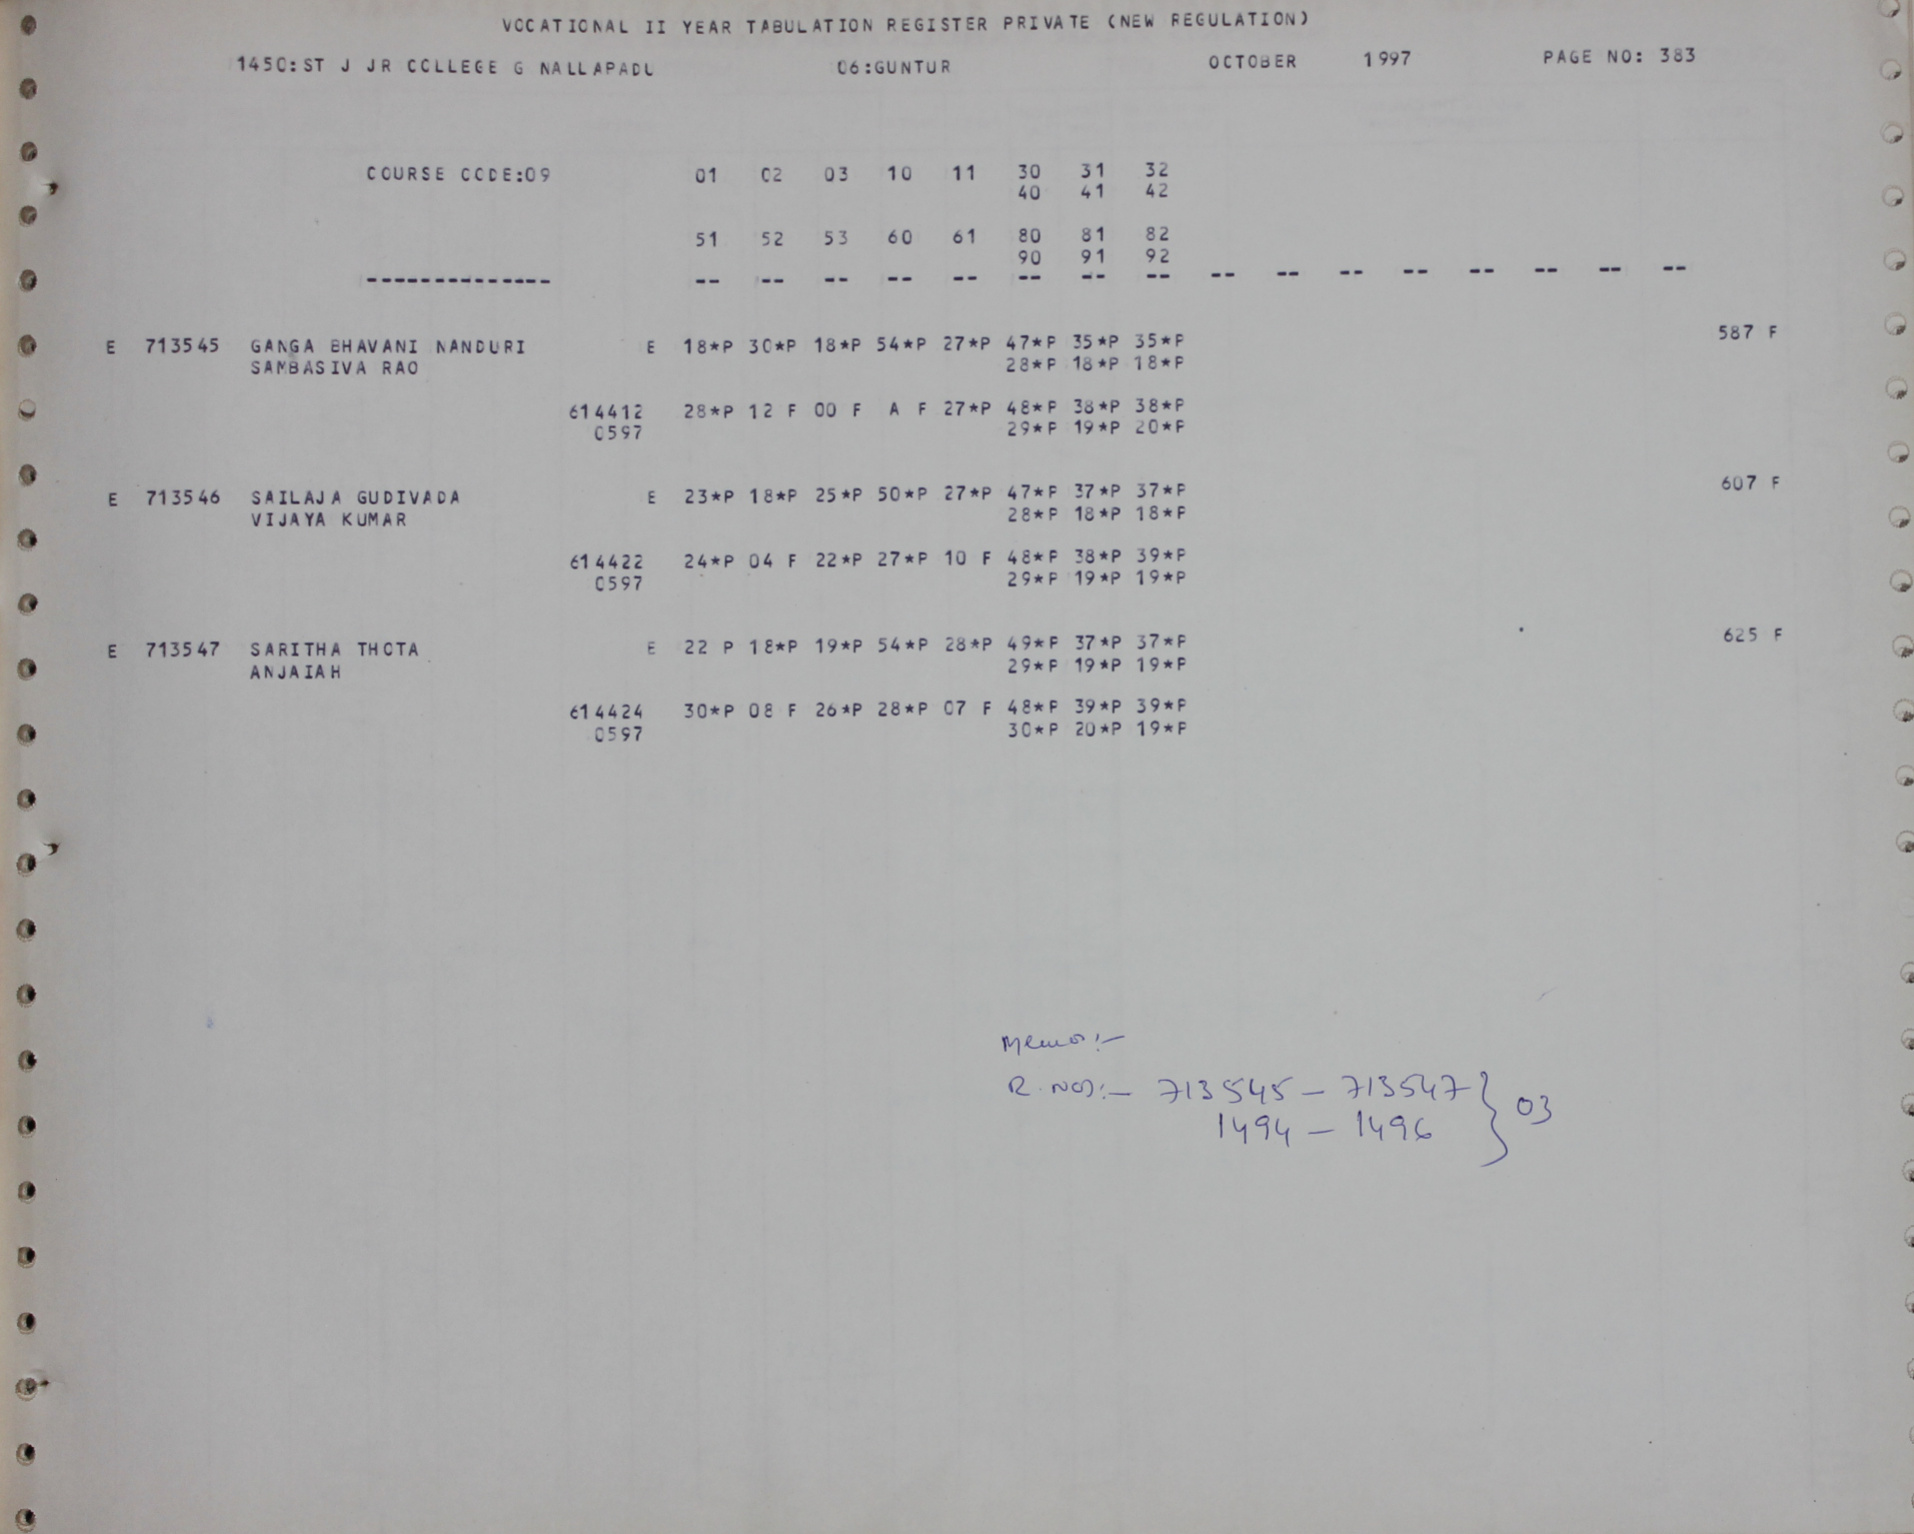 VOCATIONAL II YEAR TABULATION REGISTER PRIVATE (NEW REGULATION)
1450:ST J JR COLLEGE G NALLAPADU 06:GUNTUR OCTOBER 1997 PAGE NO: 383
COURSE CODE:09 01 02 03 10 11 30 31 32
40 41 42
51 52 53 60 61 80 81 82
90 91 92
-------------- -- -- -- -- -- -- -- -- -- -- -- -- -- -- -- --
E 713545 GANGA BHAVANI NANDURI E 18*P 30*P 18*P 54*P 27*P 47*P 35*P 35*P 587 F
SAMBASIVA RAO 28*P 18*P 18*P
614412 28*P 12 F 00 F A F 27*P 48*P 38*P 38*P
0597 29*P 19*P 20*P
E 713546 SAILAJA GUDIVADA E 23*P 18*P 25*P 50*P 27*P 47*P 37*P 37*P 607 F
VIJAYA KUMAR 28*P 18*P 18*P
614422 24*P 04 F 22*P 27*P 10 F 48*P 38*P 39*P
0597 29*P 19*P 19*P
E 713547 SARITHA THOTA E 22 P 18*P 19*P 54*P 28*P 49*P 37*P 37*P 625 F
ANJAIAH 29*P 19*P 19*P
614424 30*P 08 F 26*P 28*P 07 F 48*P 39*P 39*P
0597 30*P 20*P 19*P
Memo:-
R.Nos:- 713545 - 713547 } 03
1494 - 1496